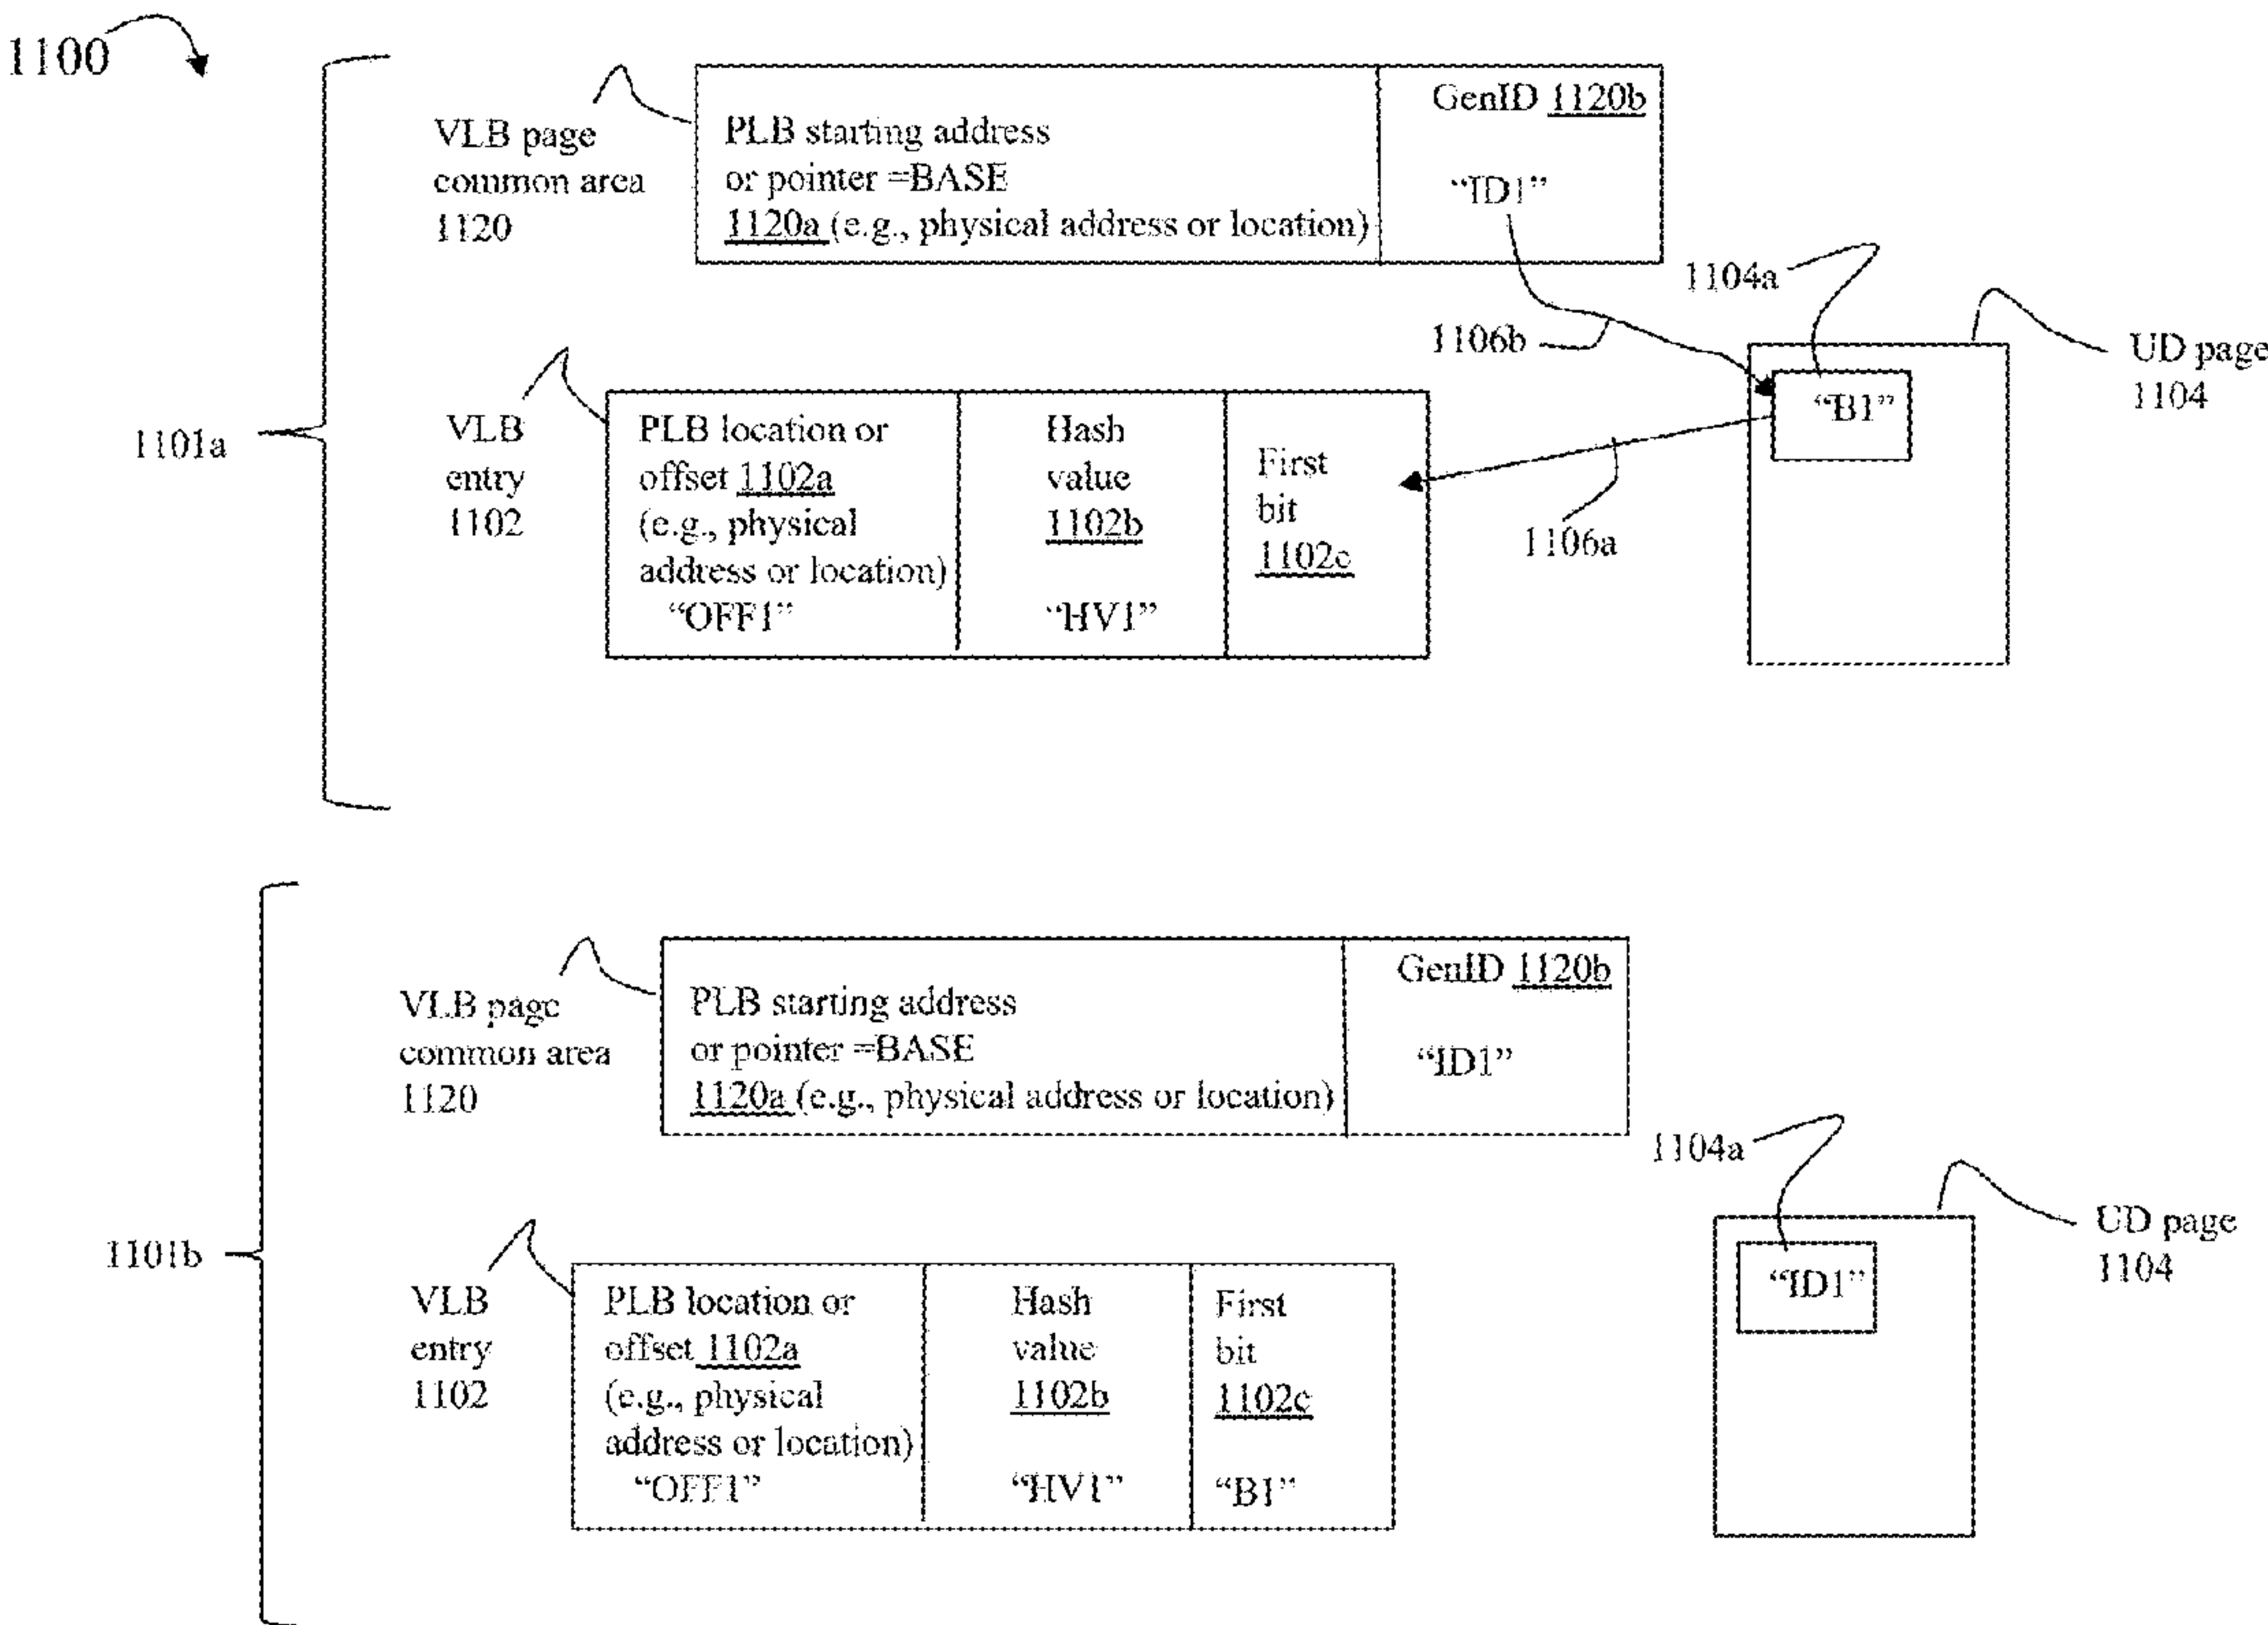 1100
VLB page
common area
1120
PLB starting address
or pointer =BASE
1120a (e.g., physical address or location)
GenID 1120b
“ID1”
1104a
1106b
UD page
1104
“B1”
1101a
VLB
entry
1102
PLB location or
offset 1102a
(e.g., physical
address or location)
“OFF1”
Hash
value
1102b
“HV1”
First
bit
1102c
1106a
VLB page
common area
1120
PLB starting address
or pointer =BASE
1120a (e.g., physical address or location)
GenID 1120b
“ID1”
1104a
UD page
1104
“ID1”
1101b
VLB
entry
1102
PLB location or
offset 1102a
(e.g., physical
address or location)
“OFF1”
Hash
value
1102b
“HV1”
First
bit
1102c
“B1”